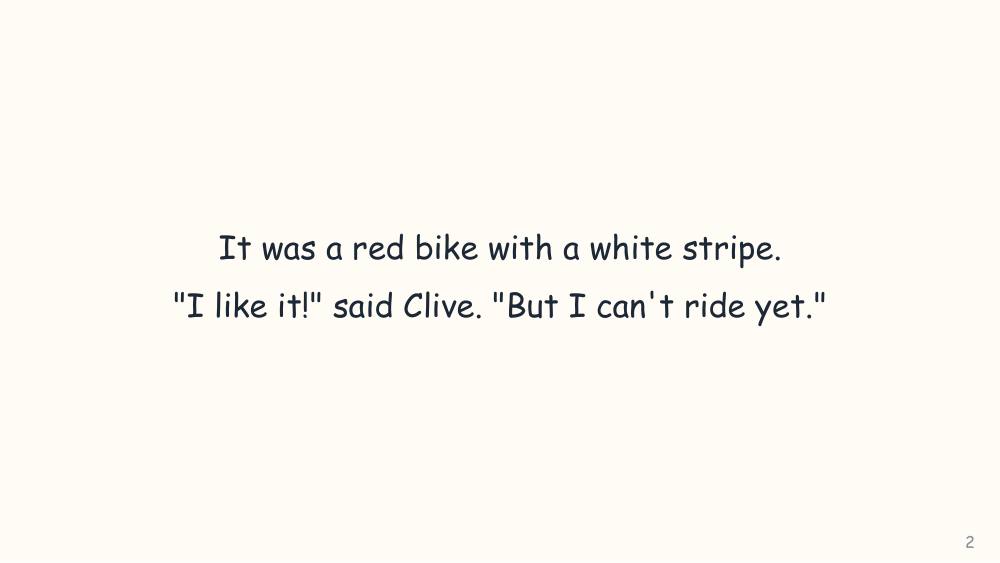 It was a red bike with a white stripe.
"I like it!" said Clive. "But I can't ride yet."
2